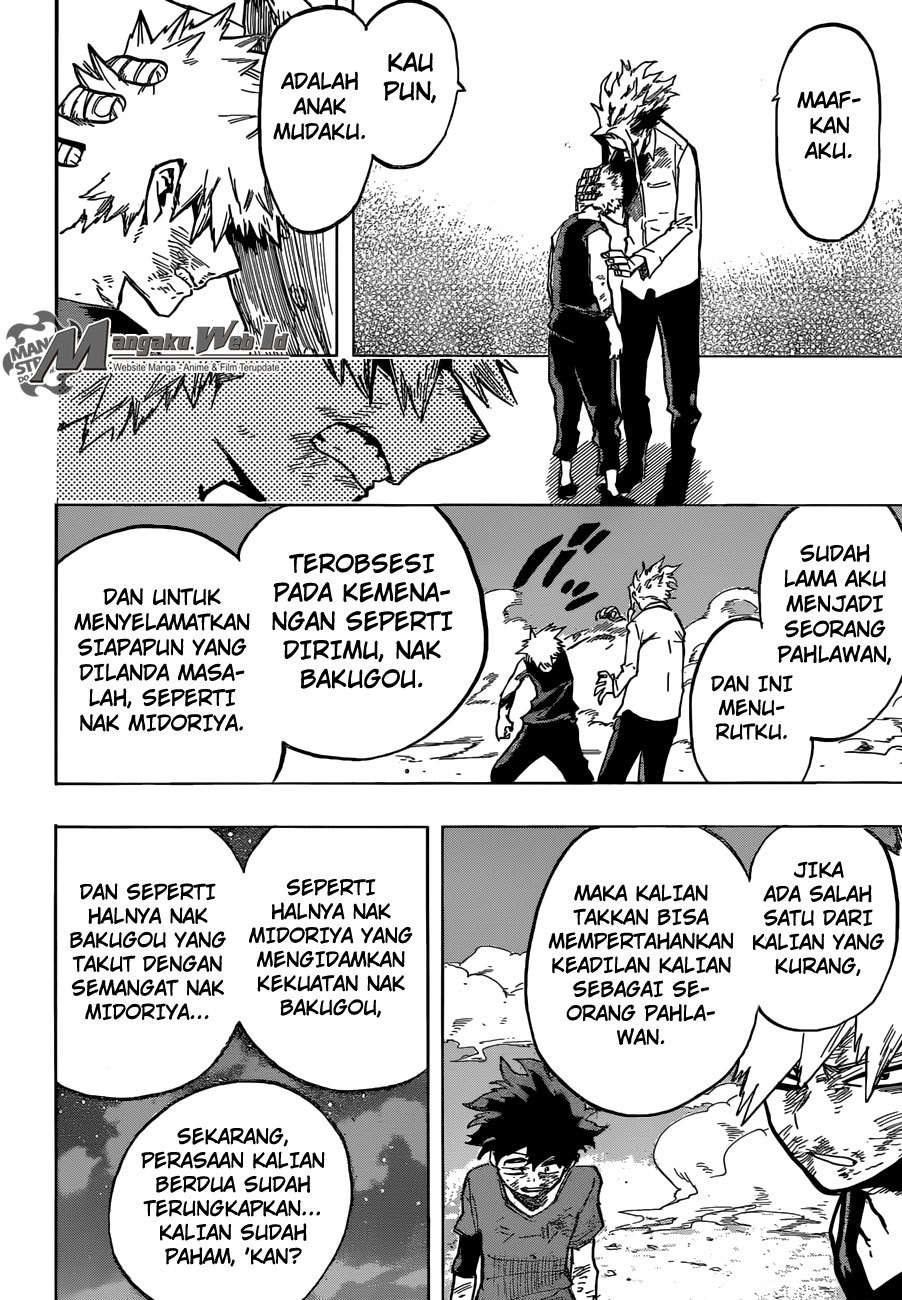 MAAF-
KAN
AKU.
KAU
PUN,
ADALAH
ANAK
MUDAKU.
Mangaku.Web.Id
Website Manga - Anime & Film Terupdate
SUDAH
LAMA AKU
MENJADI
SEORANG
PAHLAWAN,
DAN INI
MENU-
RUTKU.
TEROBSESI
PADA KEMENA-
NGAN SEPERTI
DIRIMU, NAK
BAKUGOU.
DAN UNTUK
MENYELAMATKAN
SIAPAPUN YANG
DILANDA MASA-
LAH, SEPERTI
NAK MIDORIYA.
JIKA
ADA SALAH
SATU DARI
KALIAN YANG
KURANG,
MAKA KALIAN
TAKKAN BISA
MEMPERTAHANKAN
KEADILAN KALIAN
SEBAGAI SE-
ORANG PAHLA-
WAN.
SEPERTI
HALNYA NAK
MIDORIYA YANG
MENGIDAMKAN
KEKUATAN NAK
BAKUGOU,
DAN SEPERTI
HALNYA NAK
BAKUGOU YANG
TAKUT DENGAN
SEMANGAT NAK
MIDORIYA...
SEKARANG,
PERASAAN KALIAN
BERDUA SUDAH
TERUNGKAPKAN...
KALIAN SUDAH
PAHAM, 'KAN?